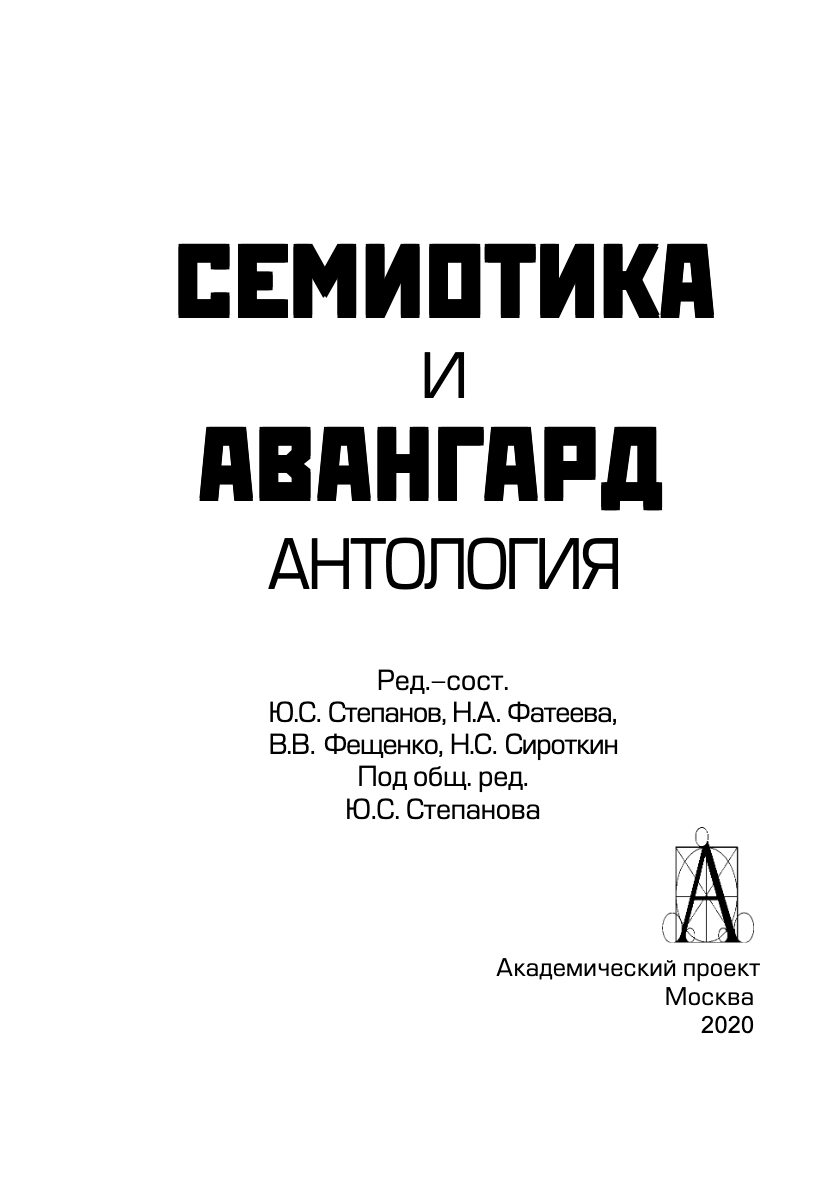 СЕМИОТИКА
И
АВАНГАРД
АНТОЛОГИЯ
Ред.–сост.
Ю.С. Степанов, Н.А. Фатеева,
В.В. Фещенко, Н.С. Сироткин
Под общ. ред.
Ю.С. Степанова
А
Академический проект
Москва
2020